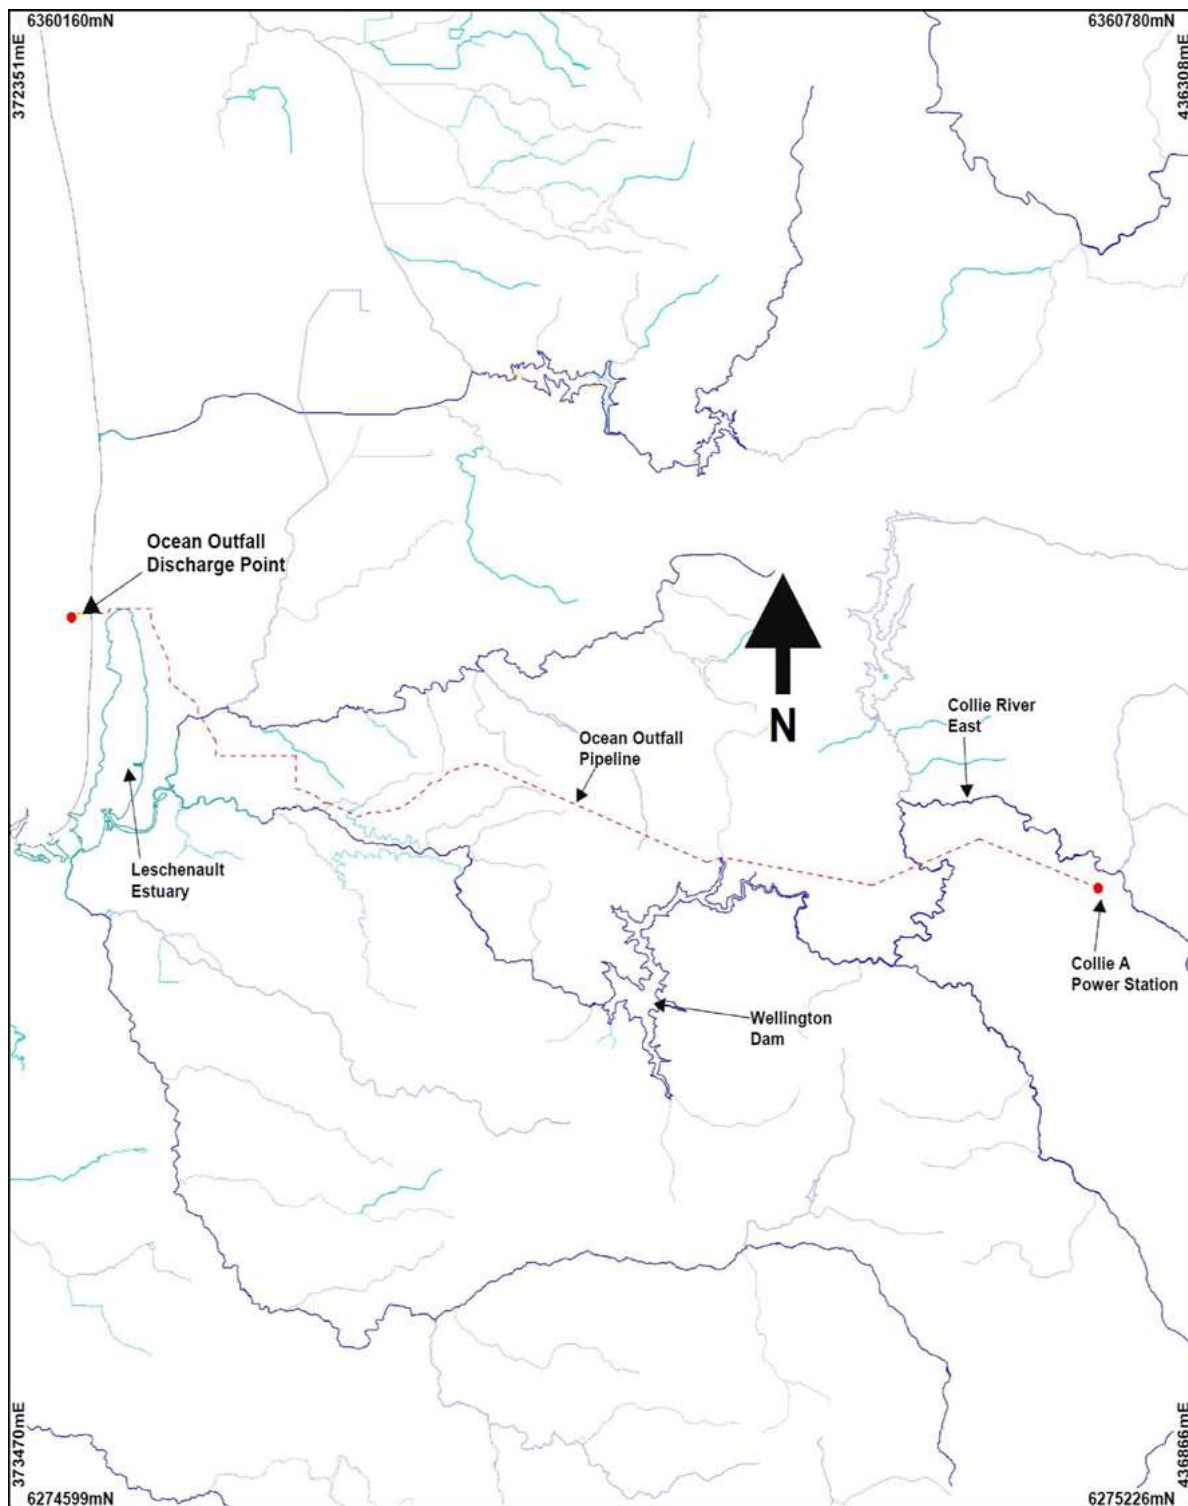 6360160mN
6360780mN
372351mE
436308mE
Ocean Outfall
Discharge Point
N
Collie River
East
Ocean Outfall
Pipeline
Leschenault
Estuary
Collie A
Power Station
Wellington
Dam
373470mE
436866mE
6274599mN
6275226mN